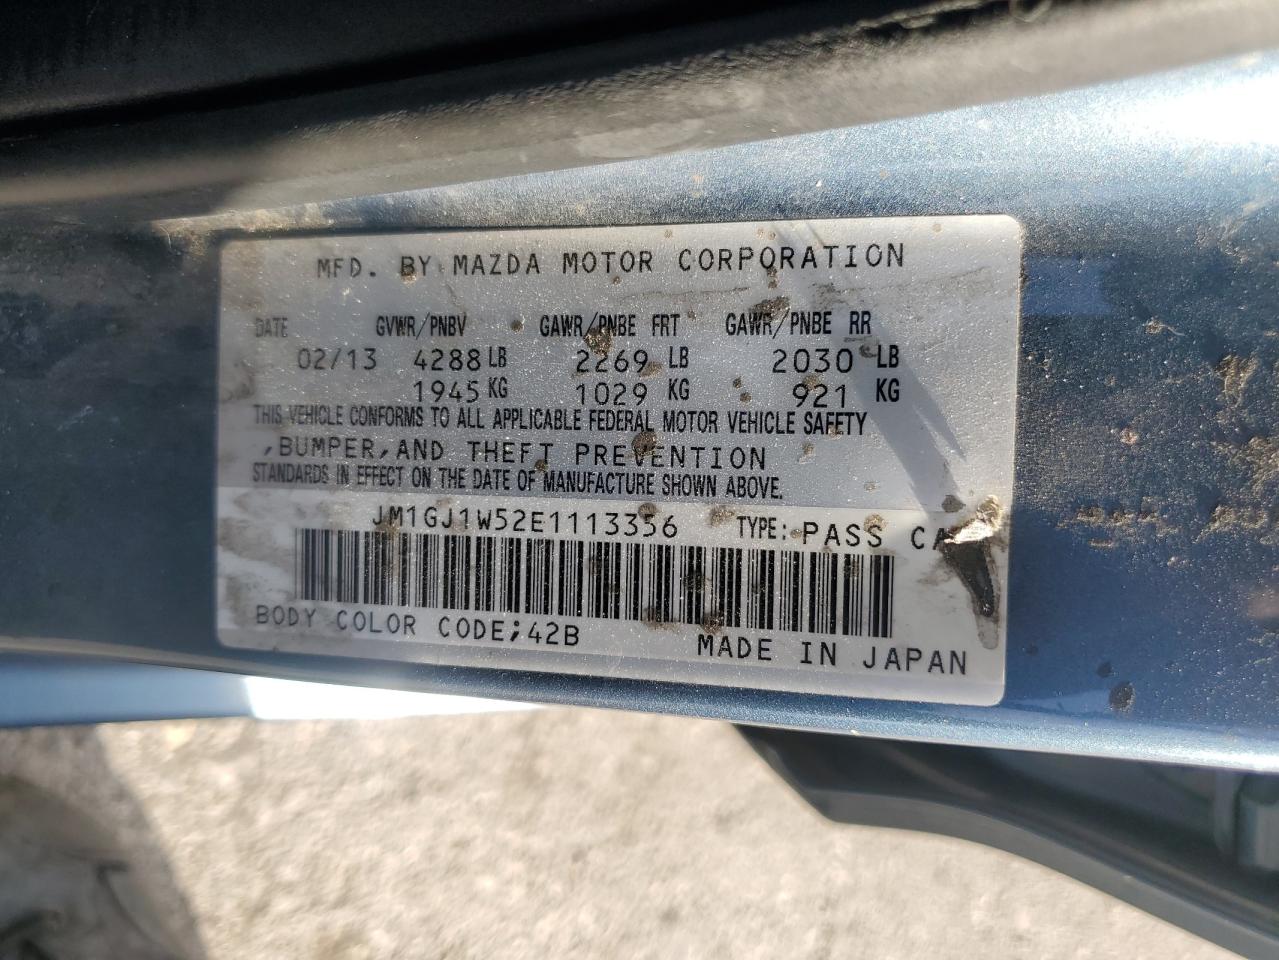 MFD. BY MAZDA MOTOR CORPORATION
DATE GVWR/PNBV GAWR/PNBE FRT GAWR/PNBE RR
02/13 4288 LB 2269 LB 2030 LB
1945 KG 1029 KG 921 KG
THIS VEHICLE CONFORMS TO ALL APPLICABLE FEDERAL MOTOR VEHICLE SAFETY
,BUMPER,AND THEFT PREVENTION
STANDARDS IN EFFECT ON THE DATE OF MANUFACTURE SHOWN ABOVE.
JM1GJ1W52E1113356 TYPE: PASS
BODY COLOR CODE;42B MADE IN JAPAN